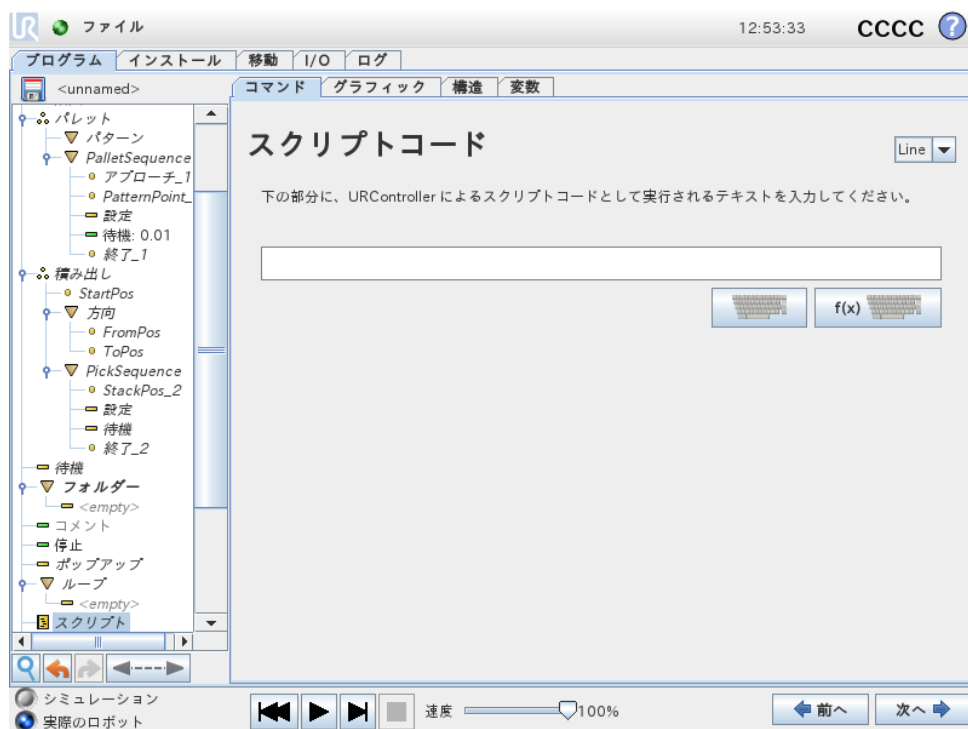 UR ファイル 12:53:33 CCCC ?
プログラム インストール 移動 I/O ログ
<unnamed>
コマンド グラフィック 構造 変数
パレット
パターン
PalletSequence
アプローチ_1
PatternPoint_
設定
待機: 0.01
終了_1
積み出し
StartPos
方向
FromPos
ToPos
PickSequence
StackPos_2
設定
待機
終了_2
待機
フォルダー
<empty>
コメント
停止
ポップアップ
ループ
<empty>
スクリプト
スクリプトコード
Line
下の部分に、URController によるスクリプトコードとして実行されるテキストを入力してください。
f(x)
シミュレーション
実際のロボット
速度 100%
前へ 次へ